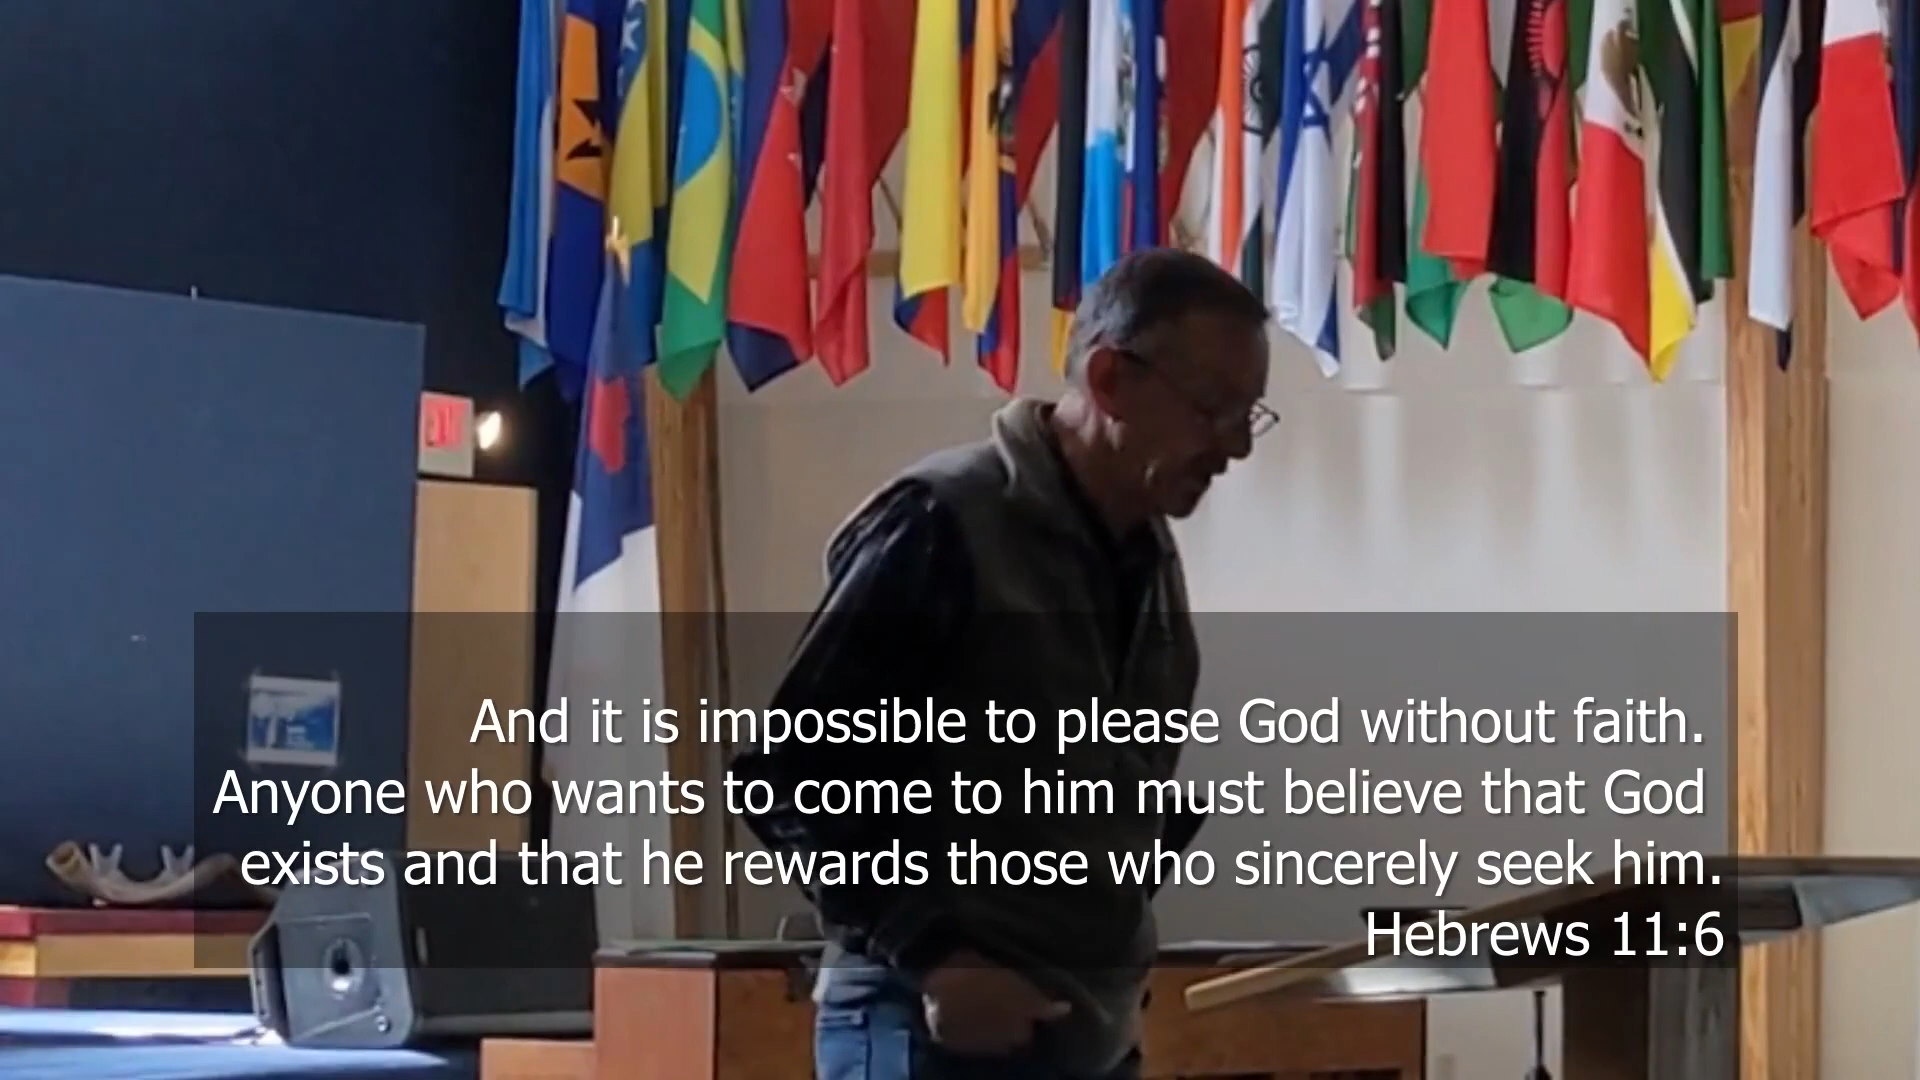 And it is impossible to please God without faith.
Anyone who wants to come to him must believe that God
exists and that he rewards those who sincerely seek him.
Hebrews 11:6